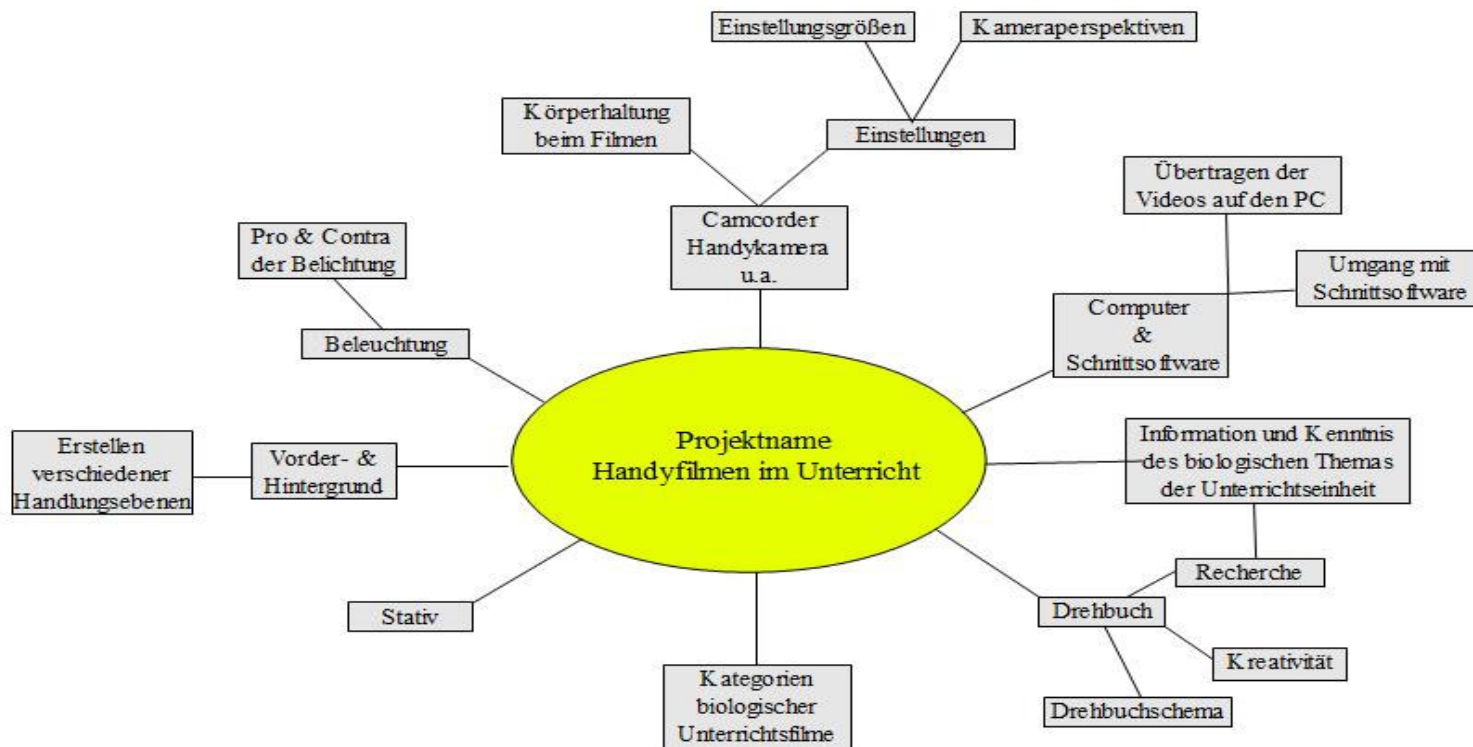 Einstellungsgrößen
Kameraperspektiven
Körperhaltung
beim Filmen
Einstellungen
Übertragen der
Videos auf den PC
Camcorder
Handykamera
u.a.
Pro & Contra
der Belichtung
Umgang mit
Schnittsoftware
Beleuchtung
Computer
&
Schnittsoftware
Projektname
Handyfilmen im Unterricht
Erstellen
verschiedener
Handlungsebenen
Vorder- &
Hintergrund
Information und Kenntnis
des biologischen Themas
der Unterrichtseinheit
Recherche
Stativ
Drehbuch
Kreativität
Kategorien
biologischer
Unterrichtsfilme
Drehbuchschema